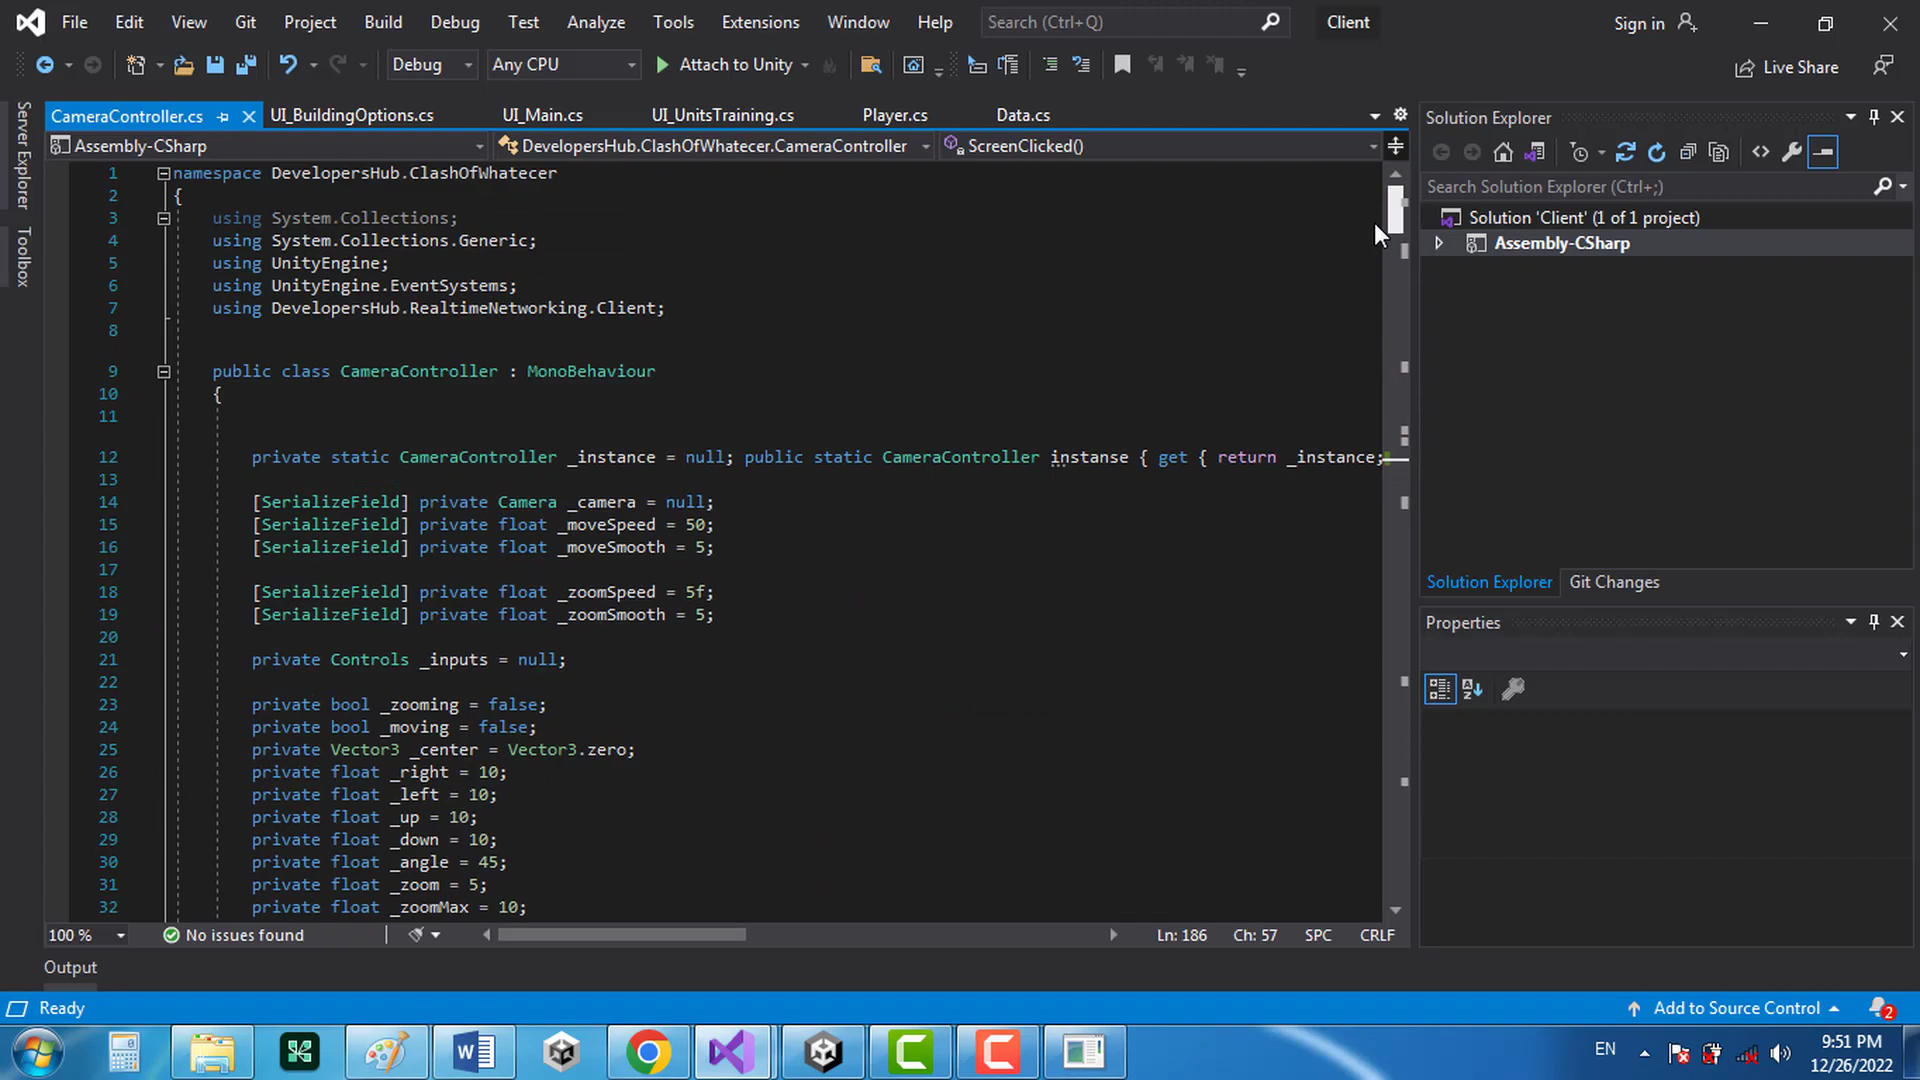 File Edit View Git Project Build Debug Test Analyze Tools Extensions Window Help Search (Ctrl+Q) Client Sign in
Debug Any CPU Attach to Unity Live Share
Server Explorer
Toolbox
CameraController.cs UI_BuildingOptions.cs UI_Main.cs UI_UnitsTraining.cs Player.cs Data.cs
Assembly-CSharp DevelopersHub.ClashOfWhatecer.CameraController ScreenClicked()
1 namespace DevelopersHub.ClashOfWhatecer
2 {
3 using System.Collections;
4 using System.Collections.Generic;
5 using UnityEngine;
6 using UnityEngine.EventSystems;
7 using DevelopersHub.RealtimeNetworking.Client;
8
9 public class CameraController : MonoBehaviour
10 {
11
12 private static CameraController _instance = null; public static CameraController instanse { get { return _instance;
13
14 [SerializeField] private Camera _camera = null;
15 [SerializeField] private float _moveSpeed = 50;
16 [SerializeField] private float _moveSmooth = 5;
17
18 [SerializeField] private float _zoomSpeed = 5f;
19 [SerializeField] private float _zoomSmooth = 5;
20
21 private Controls _inputs = null;
22
23 private bool _zooming = false;
24 private bool _moving = false;
25 private Vector3 _center = Vector3.zero;
26 private float _right = 10;
27 private float _left = 10;
28 private float _up = 10;
29 private float _down = 10;
30 private float _angle = 45;
31 private float _zoom = 5;
32 private float _zoomMax = 10;
100 % No issues found Ln: 186 Ch: 57 SPC CRLF
Output
Solution Explorer
Search Solution Explorer (Ctrl+;)
Solution 'Client' (1 of 1 project)
Assembly-CSharp
Solution Explorer Git Changes
Properties
Ready Add to Source Control 2
EN 9:51 PM
12/26/2022